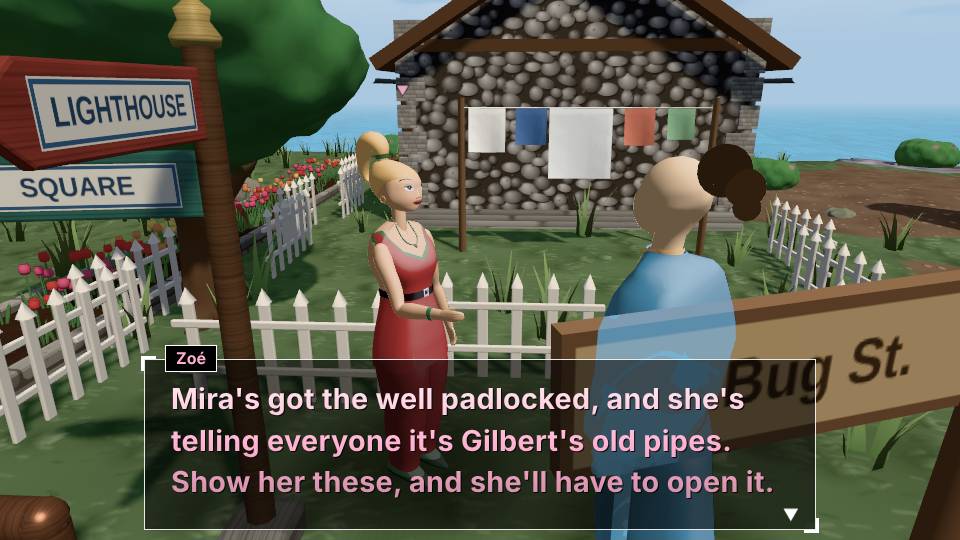 LIGHTHOUSE
SQUARE
Bug St.
Zoé
Mira's got the well padlocked, and she's
telling everyone it's Gilbert's old pipes.
Show her these, and she'll have to open it.